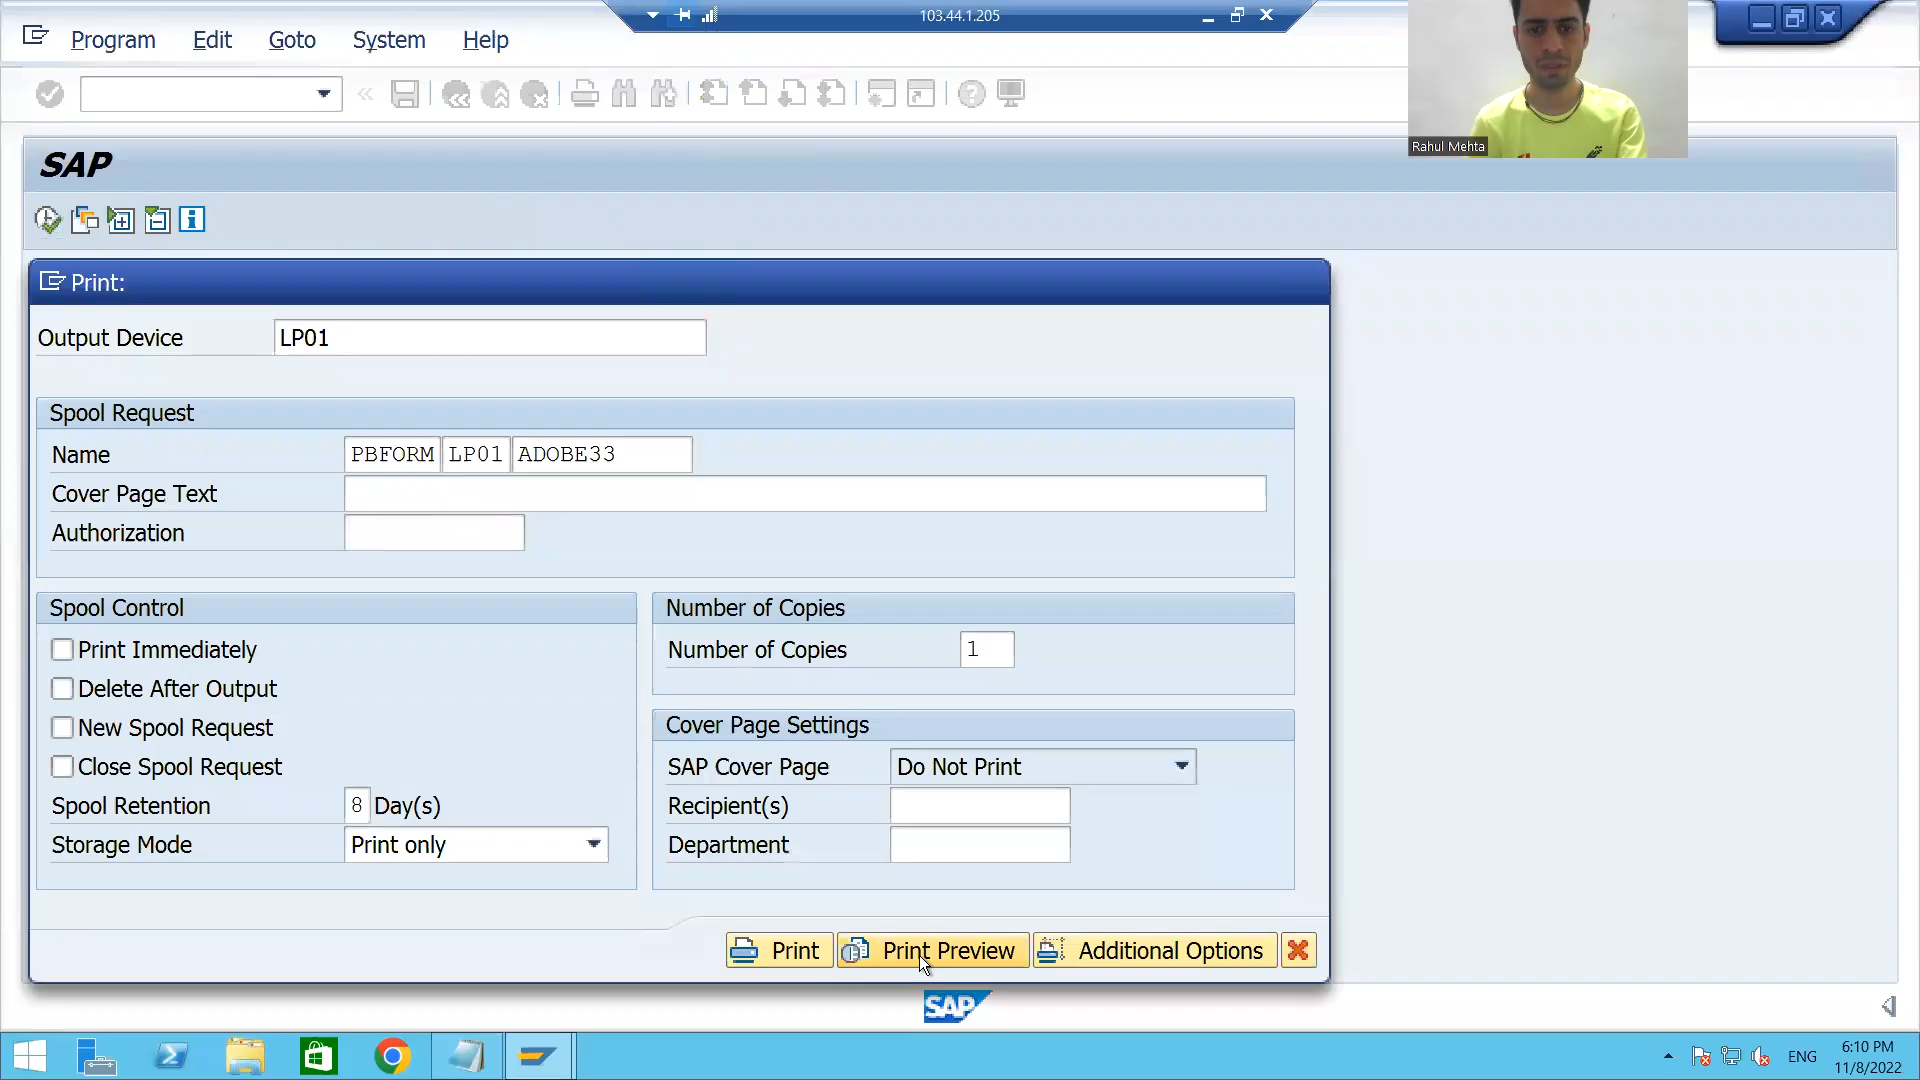 103.44.1.205
Program Edit Goto System Help
Rahul Mehta
SAP
Print:
Output Device LP01
Spool Request
Name PBFORM LP01 ADOBE33
Cover Page Text
Authorization
Spool Control
Print Immediately
Delete After Output
New Spool Request
Close Spool Request
Spool Retention 8 Day(s)
Storage Mode Print only
Number of Copies
Number of Copies 1
Cover Page Settings
SAP Cover Page Do Not Print
Recipient(s)
Department
Print Print Preview Additional Options
SAP
ENG 6:10 PM
11/8/2022